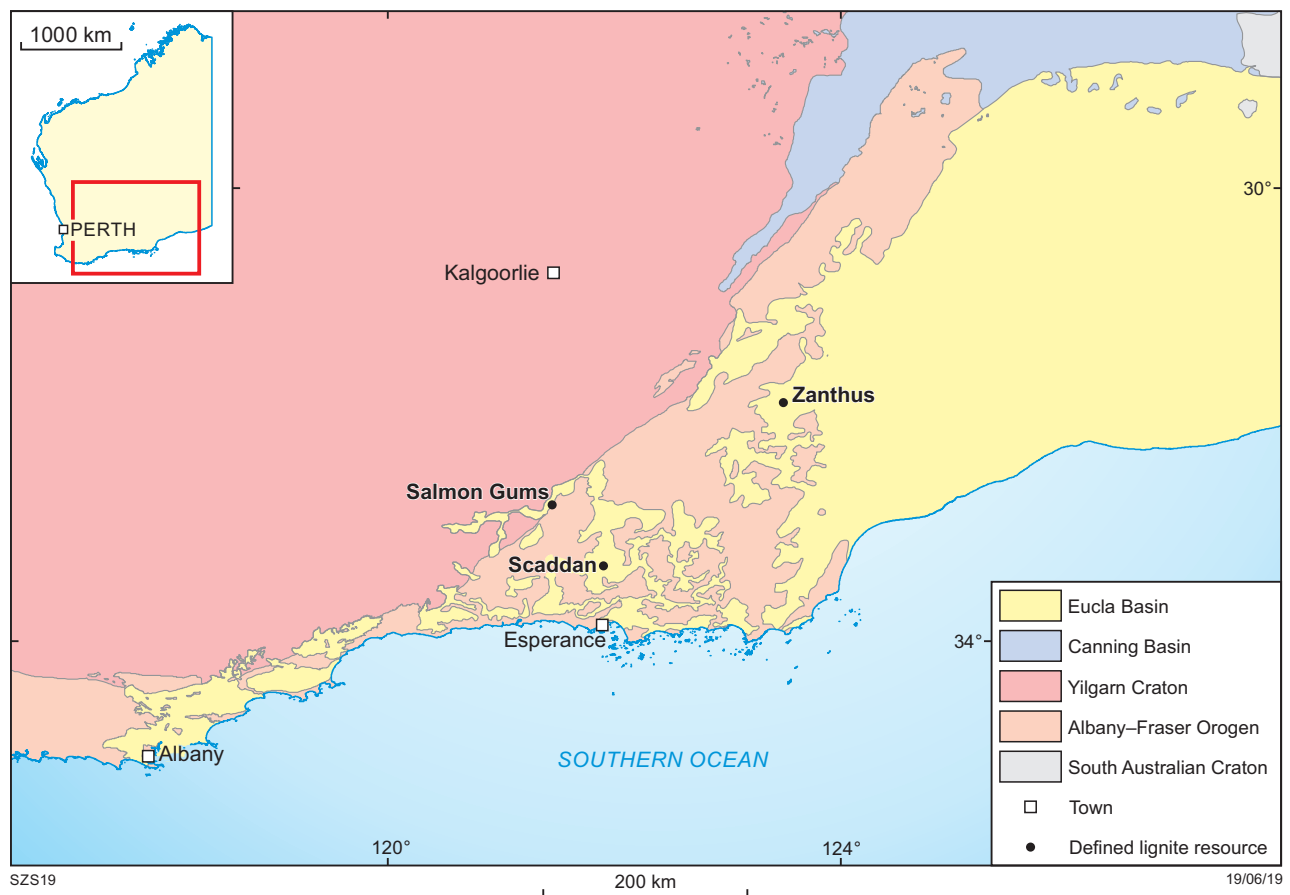 1000 km
PERTH
30°
Kalgoorlie
Zanthus
Salmon Gums
Scaddan
Esperance
34°
Albany
SOUTHERN OCEAN
120°
124°
Eucla Basin
Canning Basin
Yilgarn Craton
Albany–Fraser Orogen
South Australian Craton
Town
Defined lignite resource
SZS19
200 km
19/06/19